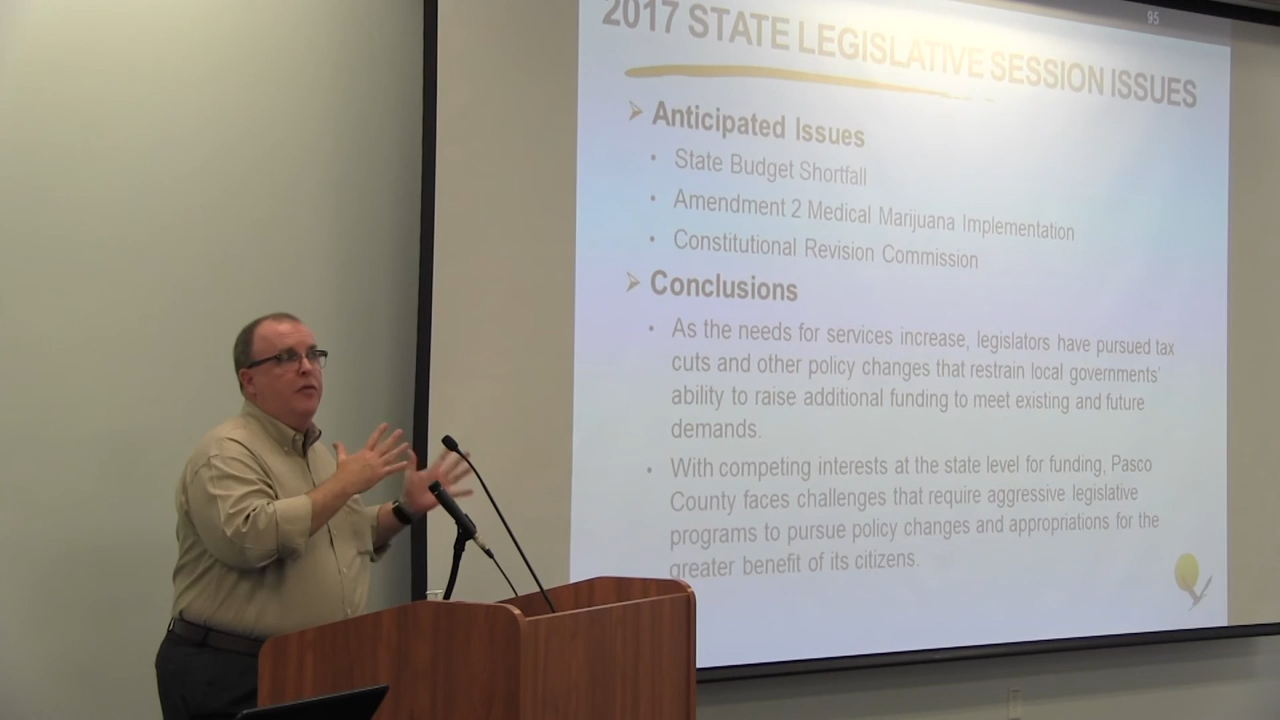 95
2017 STATE LEGISLATIVE SESSION ISSUES
Anticipated Issues
State Budget Shortfall
Amendment 2 Medical Marijuana Implementation
Constitutional Revision Commission
Conclusions
As the needs for services increase, legislators have pursued tax
cuts and other policy changes that restrain local governments'
ability to raise additional funding to meet existing and future
demands.
With competing interests at the state level for funding, Pasco
County faces challenges that require aggressive legislative
programs to pursue policy changes and appropriations for the
greater benefit of its citizens.